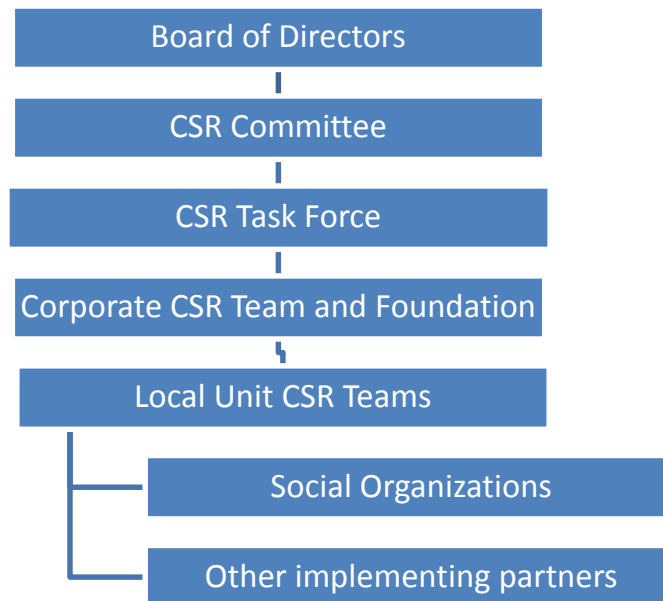 Board of Directors
CSR Committee
CSR Task Force
Corporate CSR Team and Foundation
Local Unit CSR Teams
Social Organizations
Other implementing partners